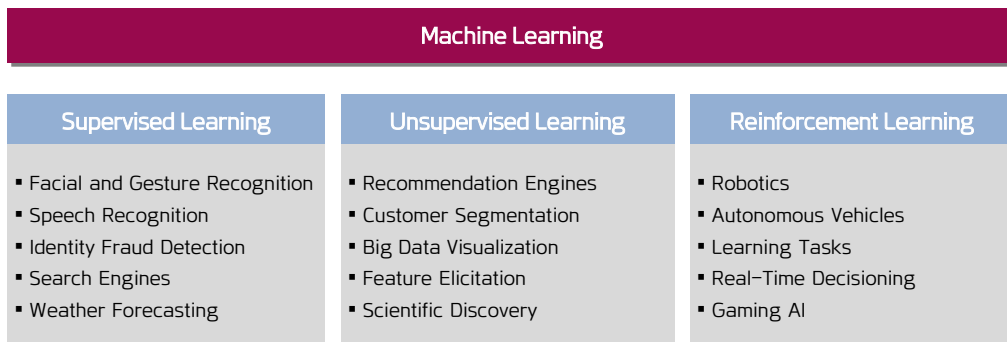 Machine Learning
Supervised Learning
▪ Facial and Gesture Recognition
▪ Speech Recognition
▪ Identity Fraud Detection
▪ Search Engines
▪ Weather Forecasting
Unsupervised Learning
▪ Recommendation Engines
▪ Customer Segmentation
▪ Big Data Visualization
▪ Feature Elicitation
▪ Scientific Discovery
Reinforcement Learning
▪ Robotics
▪ Autonomous Vehicles
▪ Learning Tasks
▪ Real-Time Decisioning
▪ Gaming AI